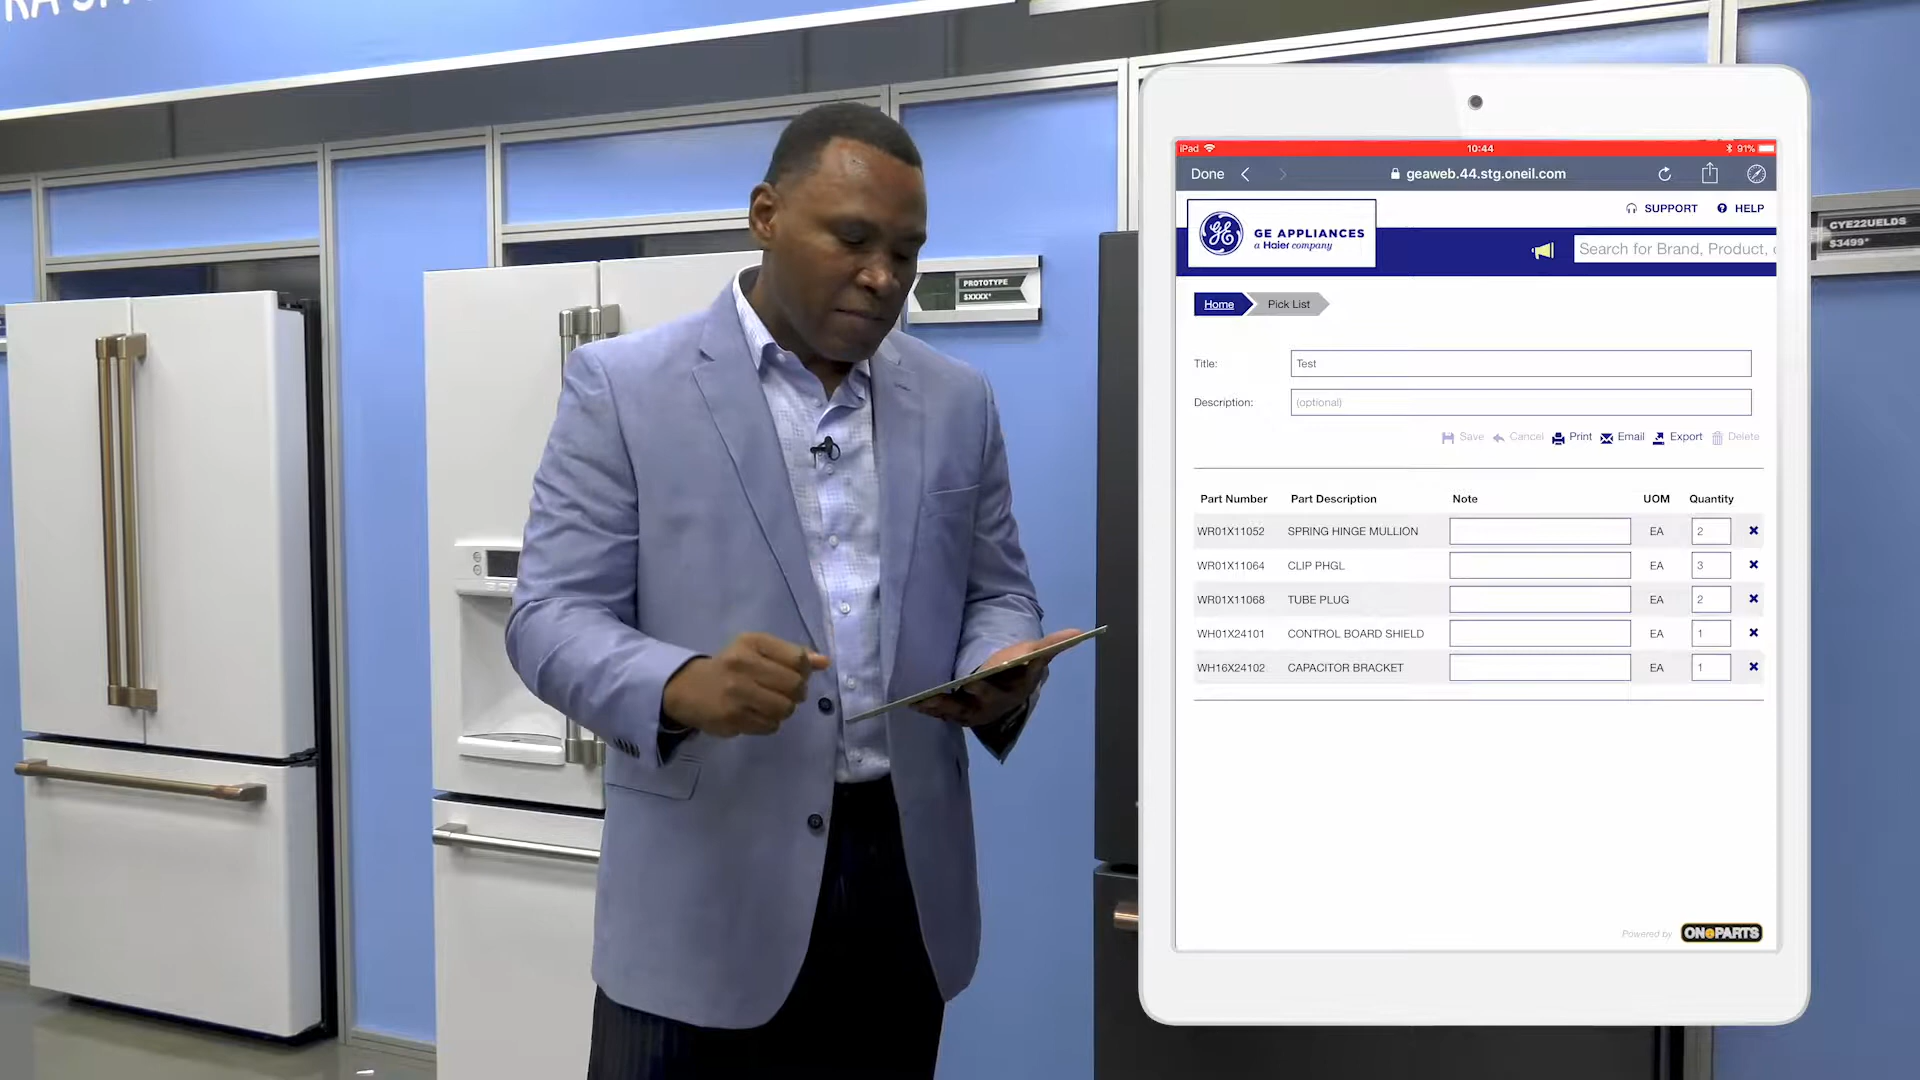 PROTOTYPE
$XXXX*
CYE22UELDS
$3499*
iPad
10:44
91%
Done
geaweb.44.stg.oneil.com
SUPPORT
HELP
GE
GE APPLIANCES
a Haier company
Search for Brand, Product,
Home
Pick List
Title:
Test
Description:
(optional)
Save
Cancel
Print
Email
Export
Delete
Part Number Part Description Note UOM Quantity
WR01X11052 SPRING HINGE MULLION EA 2
WR01X11064 CLIP PHGL EA 3
WR01X11068 TUBE PLUG EA 2
WH01X24101 CONTROL BOARD SHIELD EA 1
WH16X24102 CAPACITOR BRACKET EA 1
Powered by ON PARTS